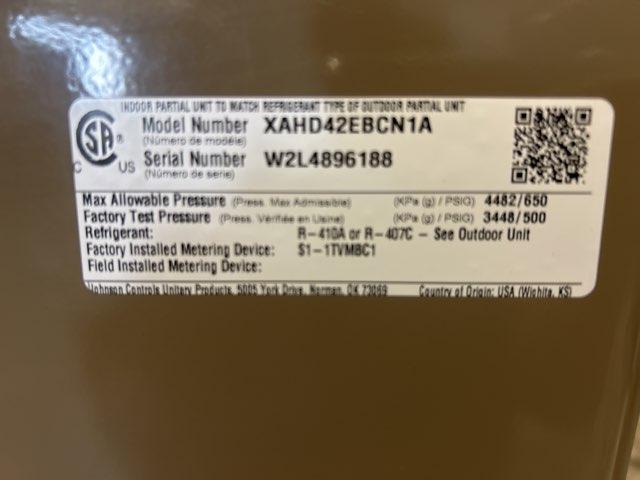 INDOOR PARTIAL UNIT TO MATCH REFRIGERANT TYPE OF OUTDOOR PARTIAL UNIT
CSA ®
C US
Model Number XAHD42EBCN1A
(Número de modéle)
Serial Number W2L4896188
(Número de serie)
Max Allowable Pressure (Press. Max Admissible) (KPa (g) / PSIG) 4482/650
Factory Test Pressure (Press. Vérifiée en Usine) (KPa (g) / PSIG) 3448/500
Refrigerant: R-410A or R-407C - See Outdoor Unit
Factory Installed Metering Device: S1-1TVMBC1
Field Installed Metering Device:
Johnson Controls Unitary Products, 5005 York Drive, Norman, OK 73069 Country of Origin: USA (Wichita, KS)